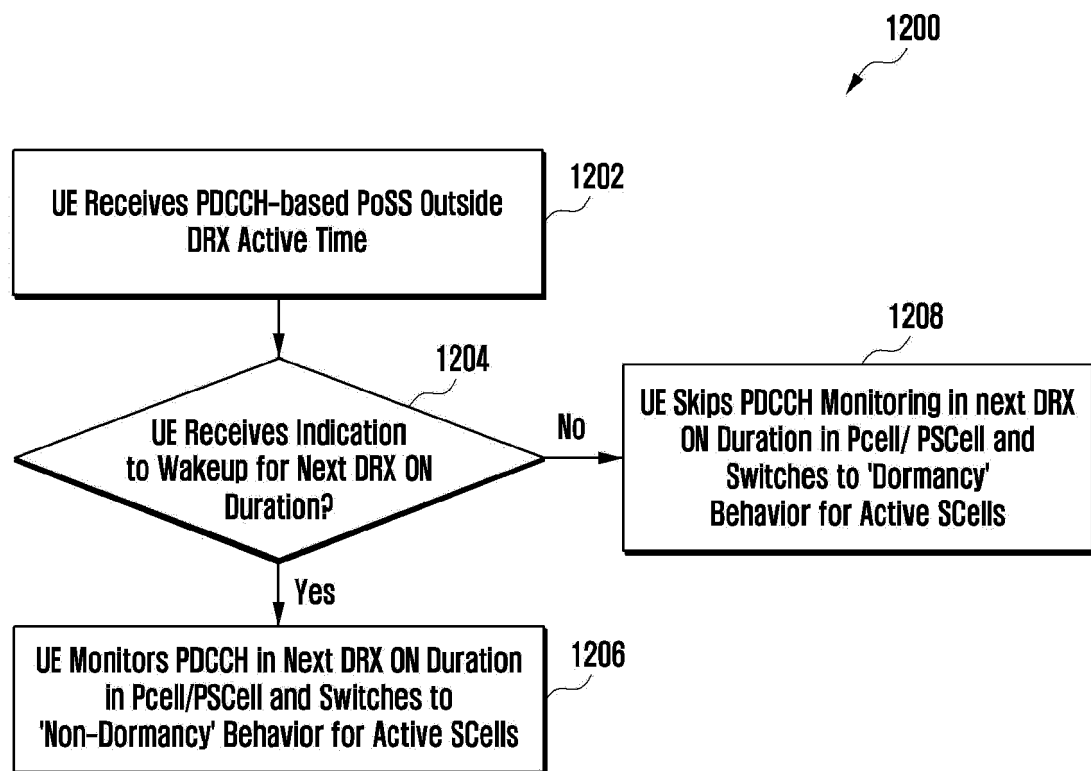 1200
UE Receives PDCCH-based PoSS Outside
DRX Active Time
1202
1204
UE Receives Indication
to Wakeup for Next DRX ON
Duration?
No
1208
UE Skips PDCCH Monitoring in next DRX
ON Duration in Pcell/ PSCell and
Switches to 'Dormancy'
Behavior for Active SCells
Yes
UE Monitors PDCCH in Next DRX ON Duration
in Pcell/PSCell and Switches to
'Non-Dormancy' Behavior for Active SCells
1206